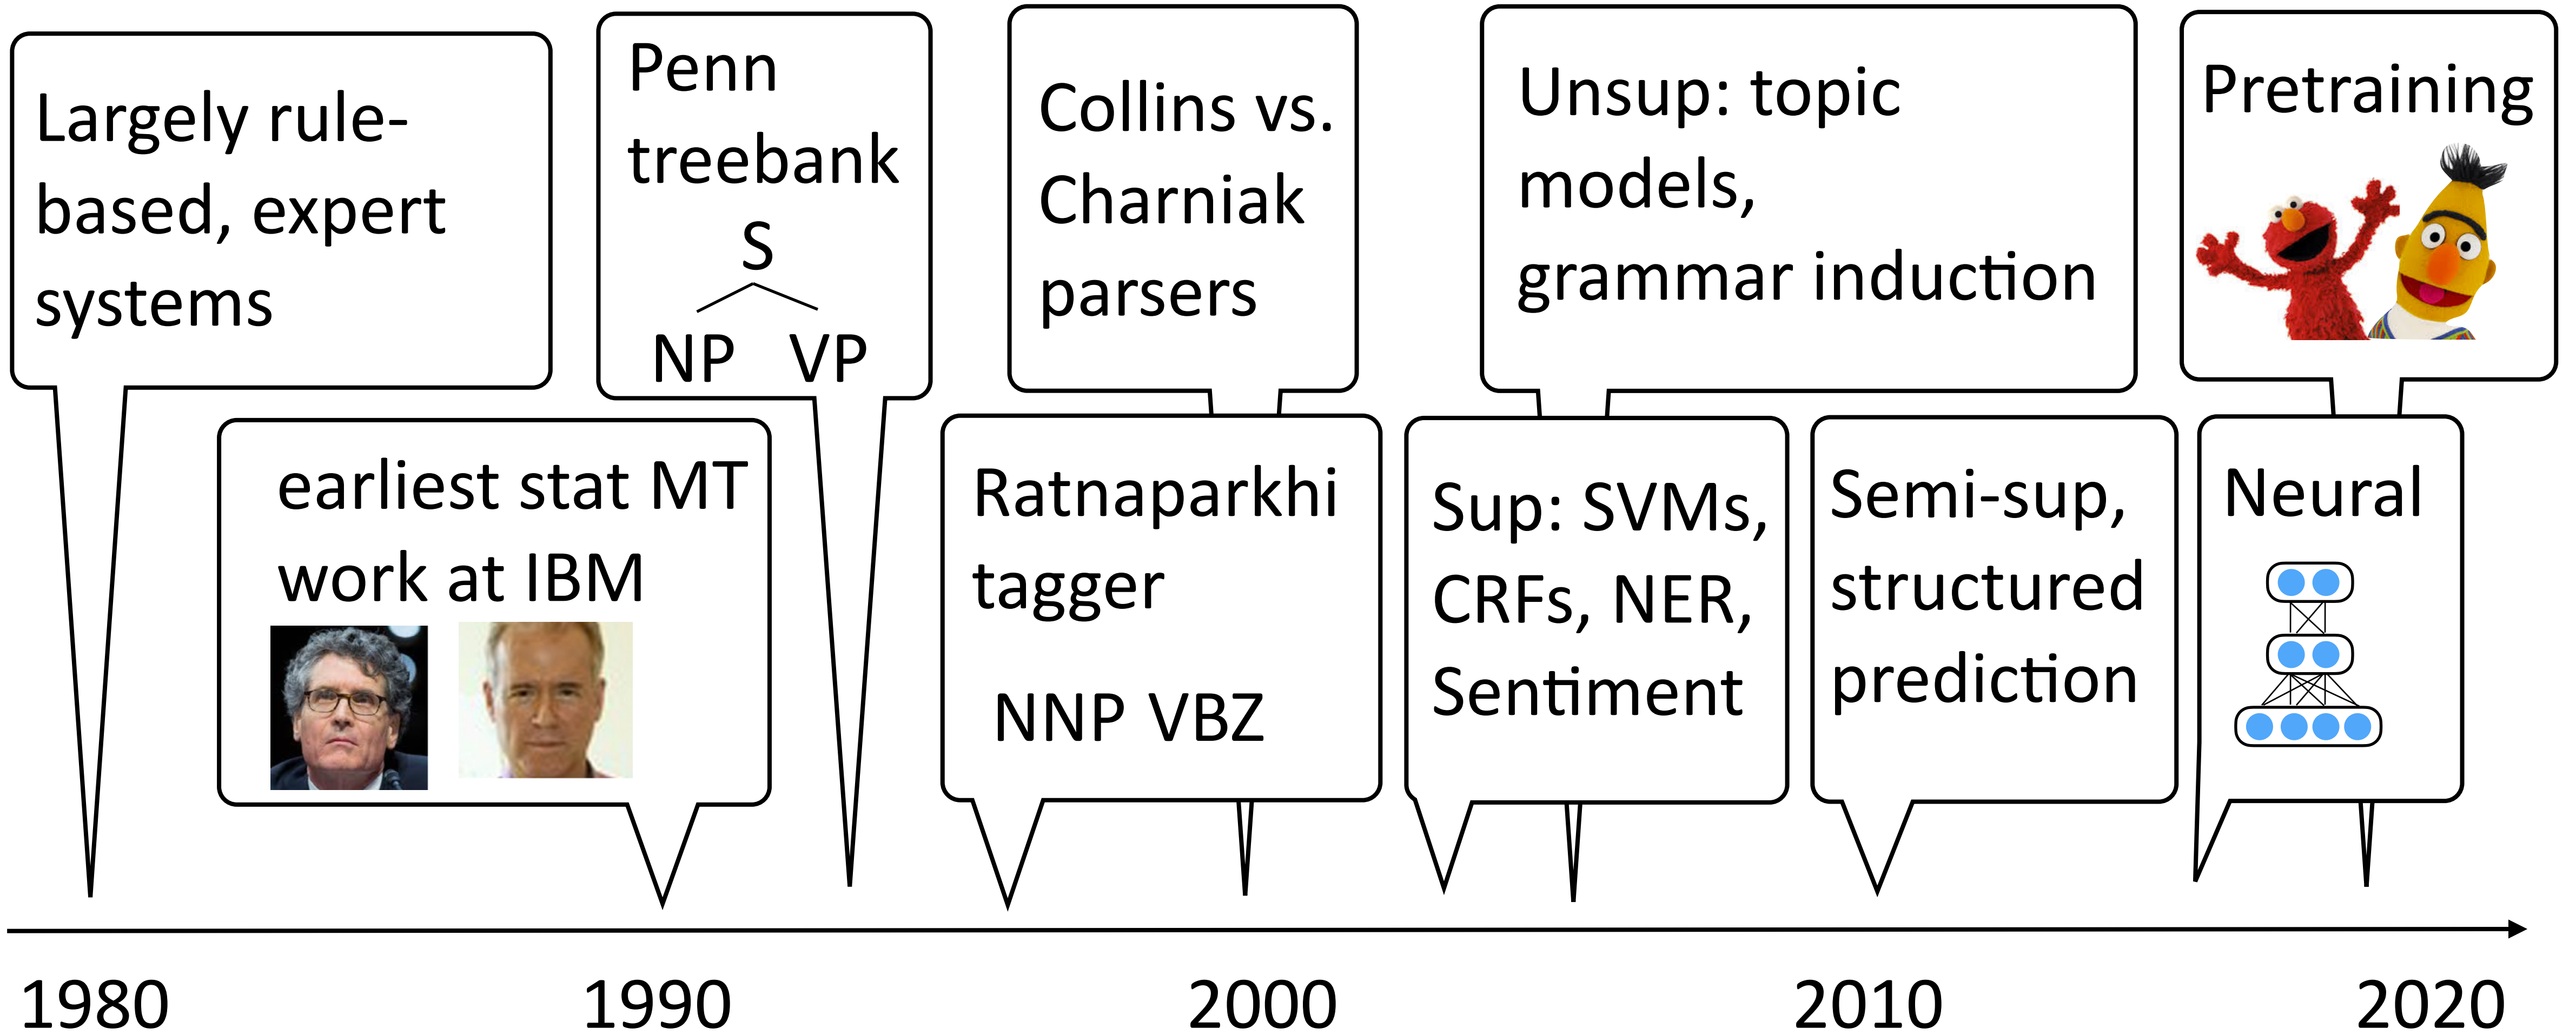 Largely rule-
based, expert
systems
earliest stat MT
work at IBM
Penn
treebank
S
NP VP
Ratnaparkhi
tagger
NNP VBZ
Collins vs.
Charniak
parsers
Sup: SVMs,
CRFs, NER,
Sentiment
Unsup: topic
models,
grammar induction
Semi-sup,
structured
prediction
Neural
Pretraining
1980 1990 2000 2010 2020